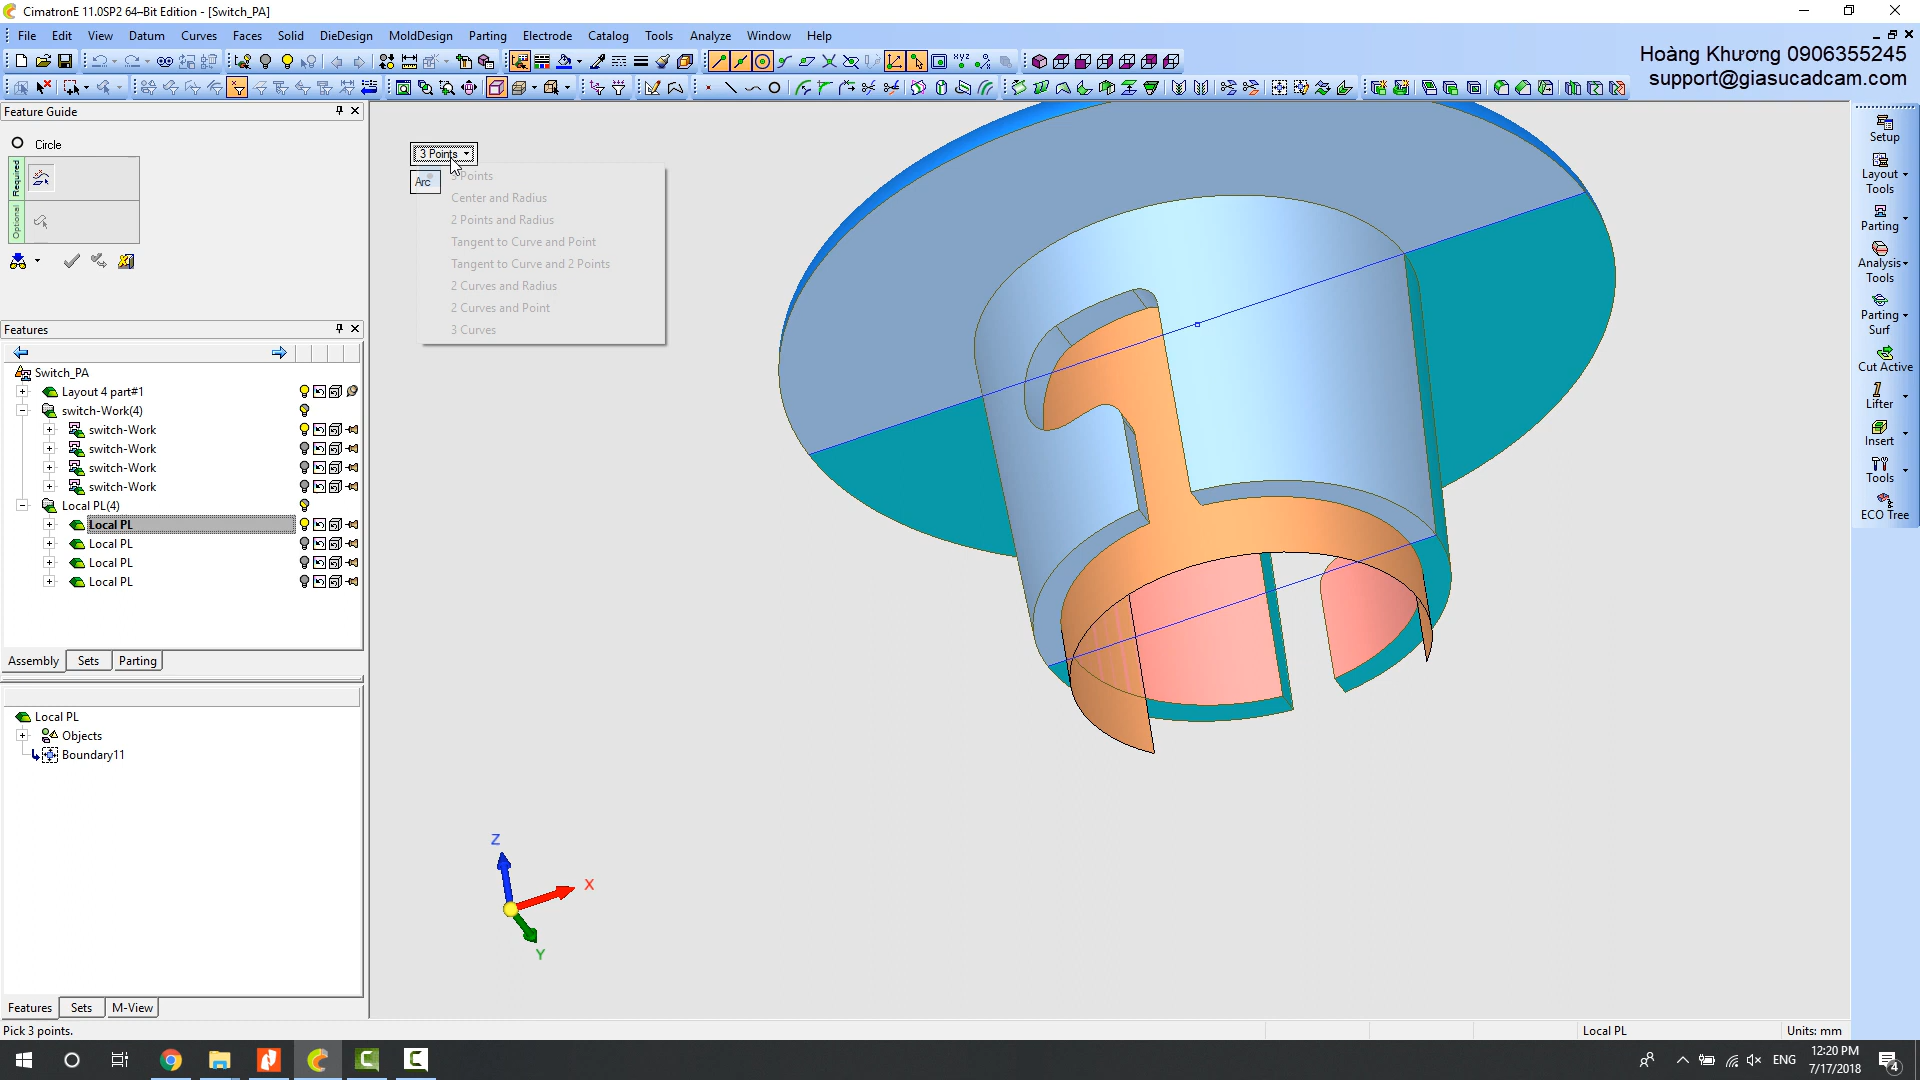 CimatronE 11.0SP2 64–Bit Edition - [Switch_PA]
File Edit View Datum Curves Faces Solid DieDesign MoldDesign Parting Electrode Catalog Tools Analyze Window Help
Hoàng Khương 0906355245
support@giasucadcam.com
Feature Guide
Circle
Required
Optional
3 Points
Arc
3 Points
Center and Radius
2 Points and Radius
Tangent to Curve and Point
Tangent to Curve and 2 Points
2 Curves and Radius
2 Curves and Point
3 Curves
Features
Switch_PA
Layout 4 part#1
switch-Work(4)
switch-Work
switch-Work
switch-Work
switch-Work
Local PL(4)
Local PL
Local PL
Local PL
Local PL
Assembly Sets Parting
Local PL
Objects
Boundary11
Features Sets M-View
Z
X
Y
Setup
Layout
Tools
Parting
Analysis
Tools
Parting
Surf
Cut Active
Lifter
Insert
Tools
ECO Tree
Pick 3 points.
Local PL
Units: mm
ENG
12:20 PM
7/17/2018
4